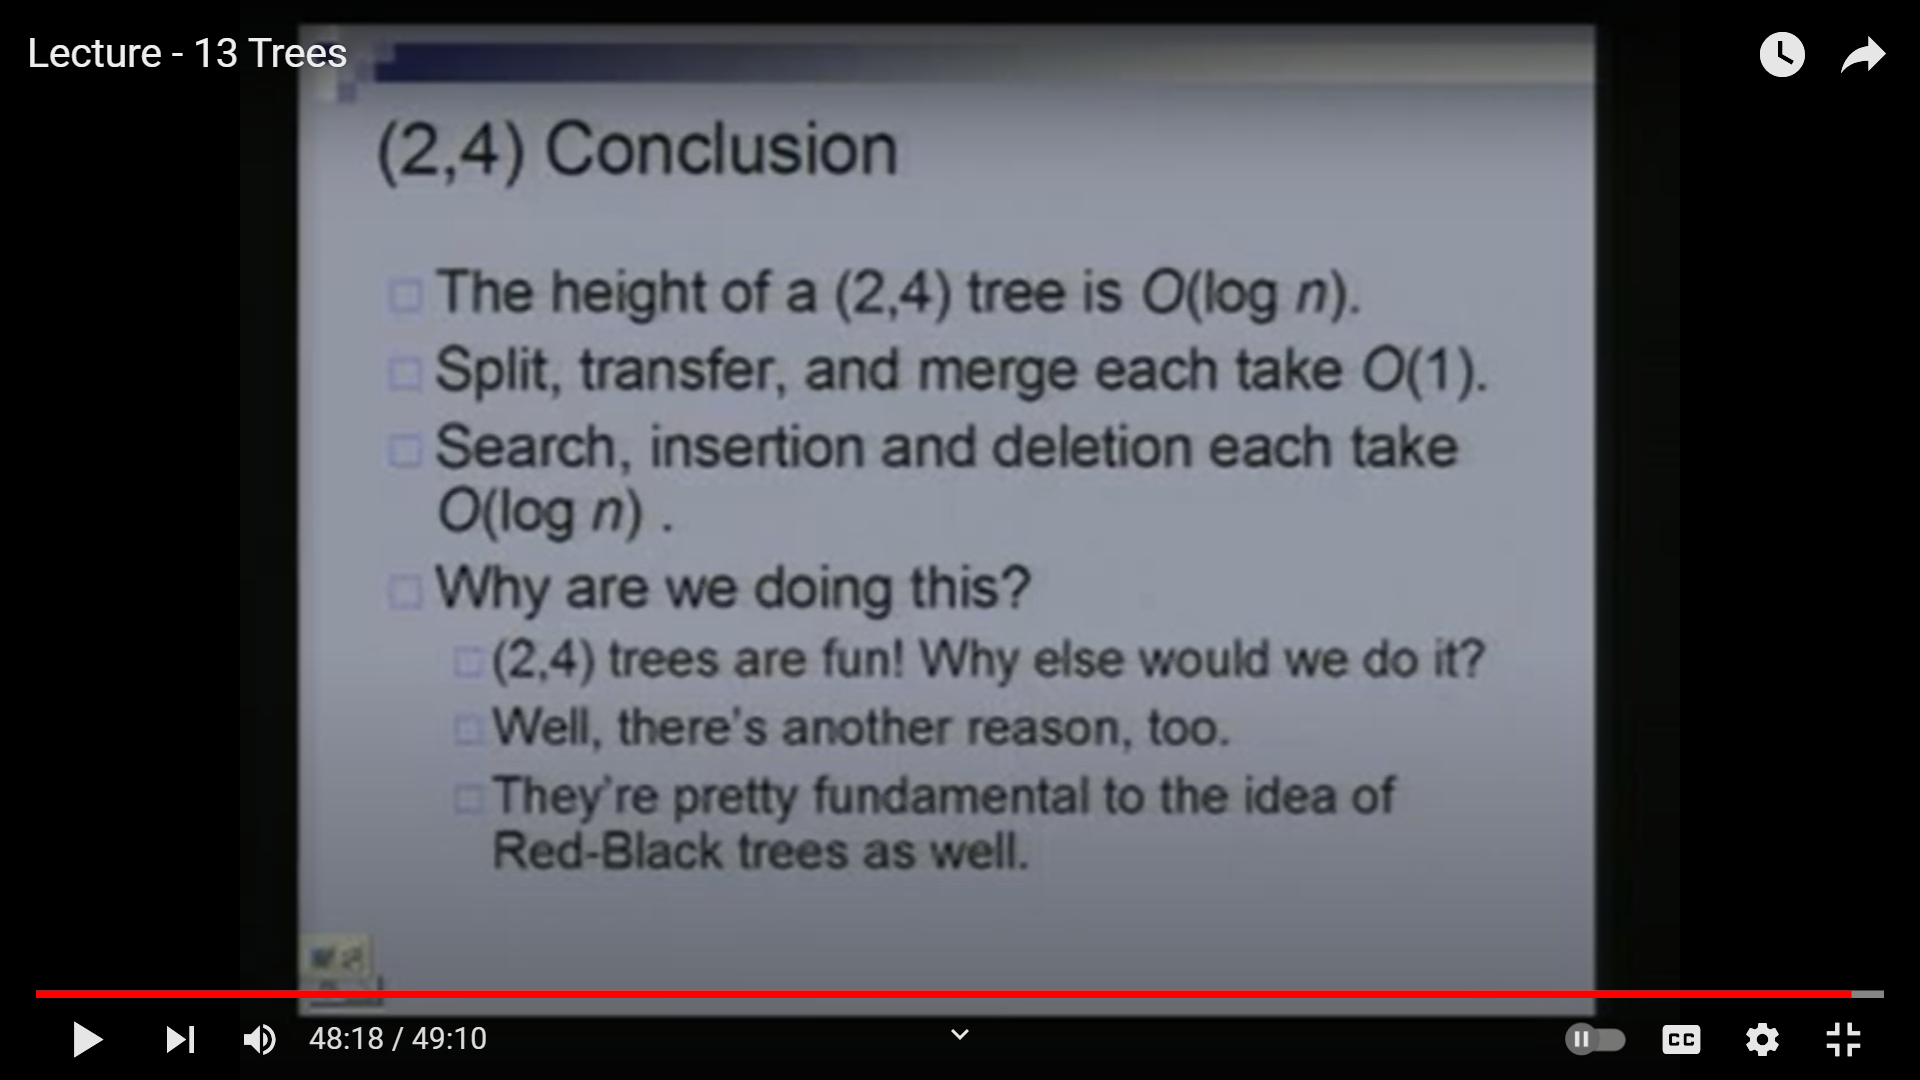 Lecture - 13 Trees
(2,4) Conclusion
The height of a (2,4) tree is O(log n).
Split, transfer, and merge each take O(1).
Search, insertion and deletion each take
O(log n) .
Why are we doing this?
(2,4) trees are fun! Why else would we do it?
Well, there's another reason, too.
They're pretty fundamental to the idea of
Red-Black trees as well.
48:18 / 49:10
CC